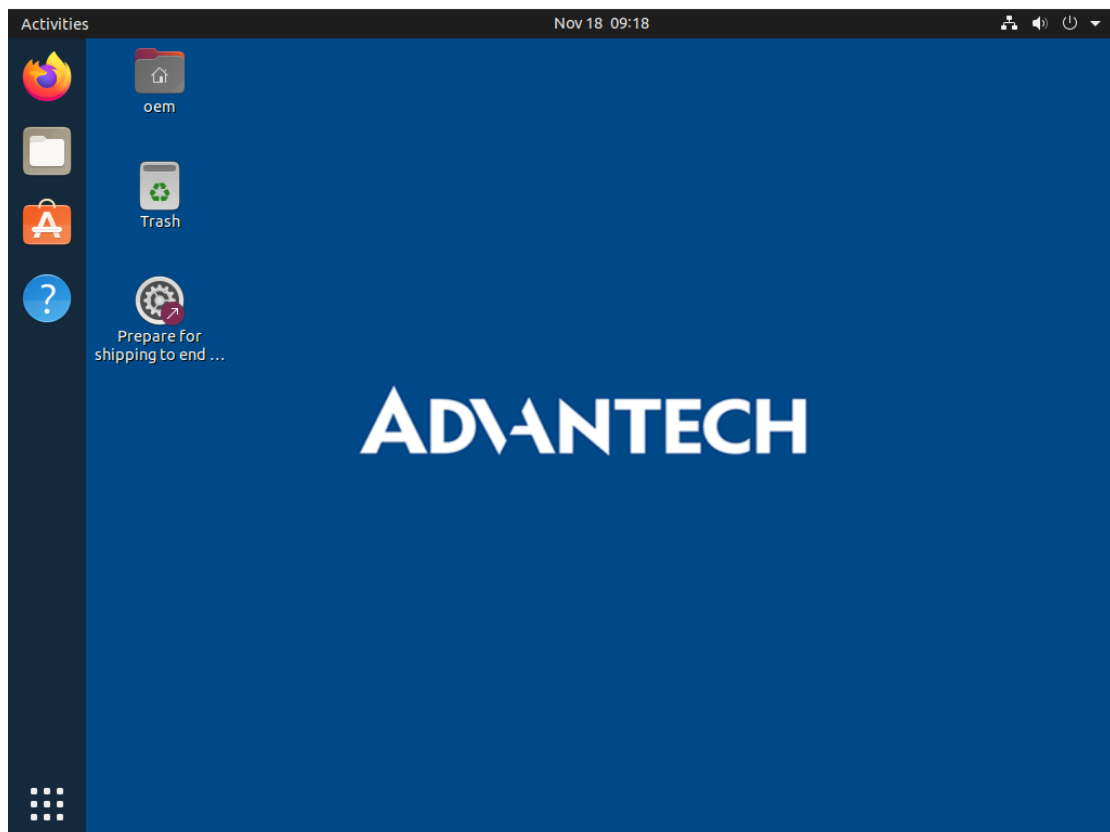 Activities
Nov 18 09:18
oem
Trash
Prepare for
shipping to end ...
ADVANTECH